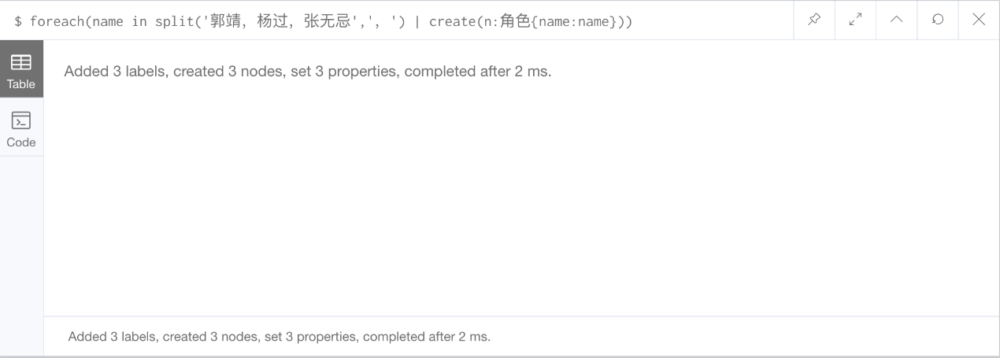 $ foreach(name in split('郭靖，杨过，张无忌','，') | create(n:角色{name:name}))
Table
Added 3 labels, created 3 nodes, set 3 properties, completed after 2 ms.
Code
Added 3 labels, created 3 nodes, set 3 properties, completed after 2 ms.